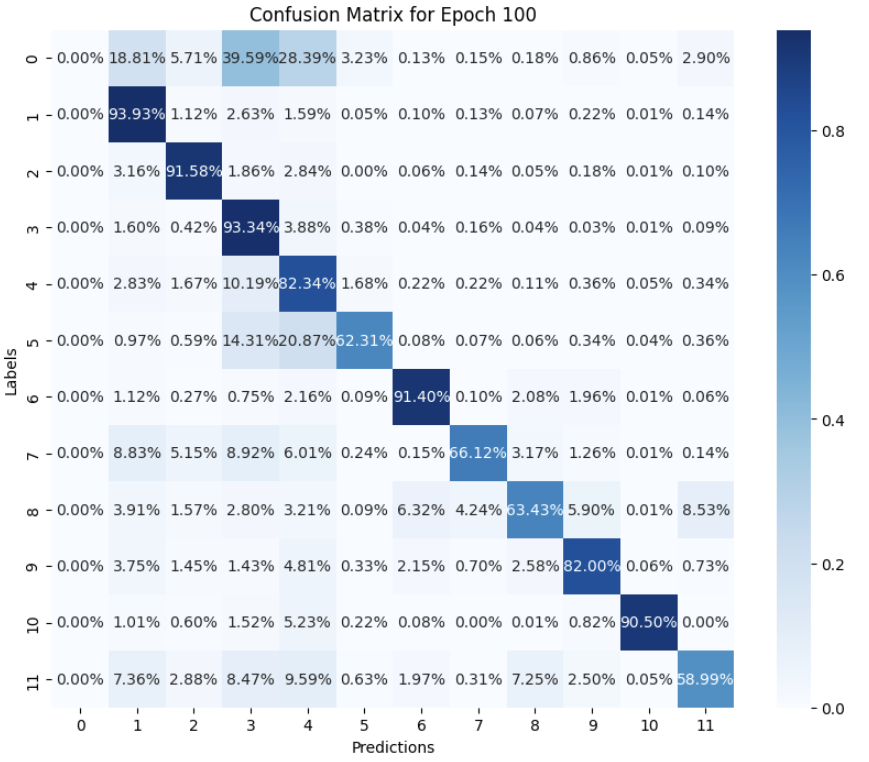 Confusion Matrix for Epoch 100
0 0.00% 18.81% 5.71% 39.59% 28.39% 3.23% 0.13% 0.15% 0.18% 0.86% 0.05% 2.90%
1 0.00% 93.93% 1.12% 2.63% 1.59% 0.05% 0.10% 0.13% 0.07% 0.22% 0.01% 0.14%
2 0.00% 3.16% 91.58% 1.86% 2.84% 0.00% 0.06% 0.14% 0.05% 0.18% 0.01% 0.10%
3 0.00% 1.60% 0.42% 93.34% 3.88% 0.38% 0.04% 0.16% 0.04% 0.03% 0.01% 0.09%
4 0.00% 2.83% 1.67% 10.19% 82.34% 1.68% 0.22% 0.22% 0.11% 0.36% 0.05% 0.34%
5 0.00% 0.97% 0.59% 14.31% 20.87% 62.31% 0.08% 0.07% 0.06% 0.34% 0.04% 0.36%
6 0.00% 1.12% 0.27% 0.75% 2.16% 0.09% 91.40% 0.10% 2.08% 1.96% 0.01% 0.06%
7 0.00% 8.83% 5.15% 8.92% 6.01% 0.24% 0.15% 66.12% 3.17% 1.26% 0.01% 0.14%
8 0.00% 3.91% 1.57% 2.80% 3.21% 0.09% 6.32% 4.24% 63.43% 5.90% 0.01% 8.53%
9 0.00% 3.75% 1.45% 1.43% 4.81% 0.33% 2.15% 0.70% 2.58% 82.00% 0.06% 0.73%
10 0.00% 1.01% 0.60% 1.52% 5.23% 0.22% 0.08% 0.00% 0.01% 0.82% 90.50% 0.00%
11 0.00% 7.36% 2.88% 8.47% 9.59% 0.63% 1.97% 0.31% 7.25% 2.50% 0.05% 58.99%
0 1 2 3 4 5 6 7 8 9 10 11
Predictions
Labels
0.8
0.6
0.4
0.2
0.0